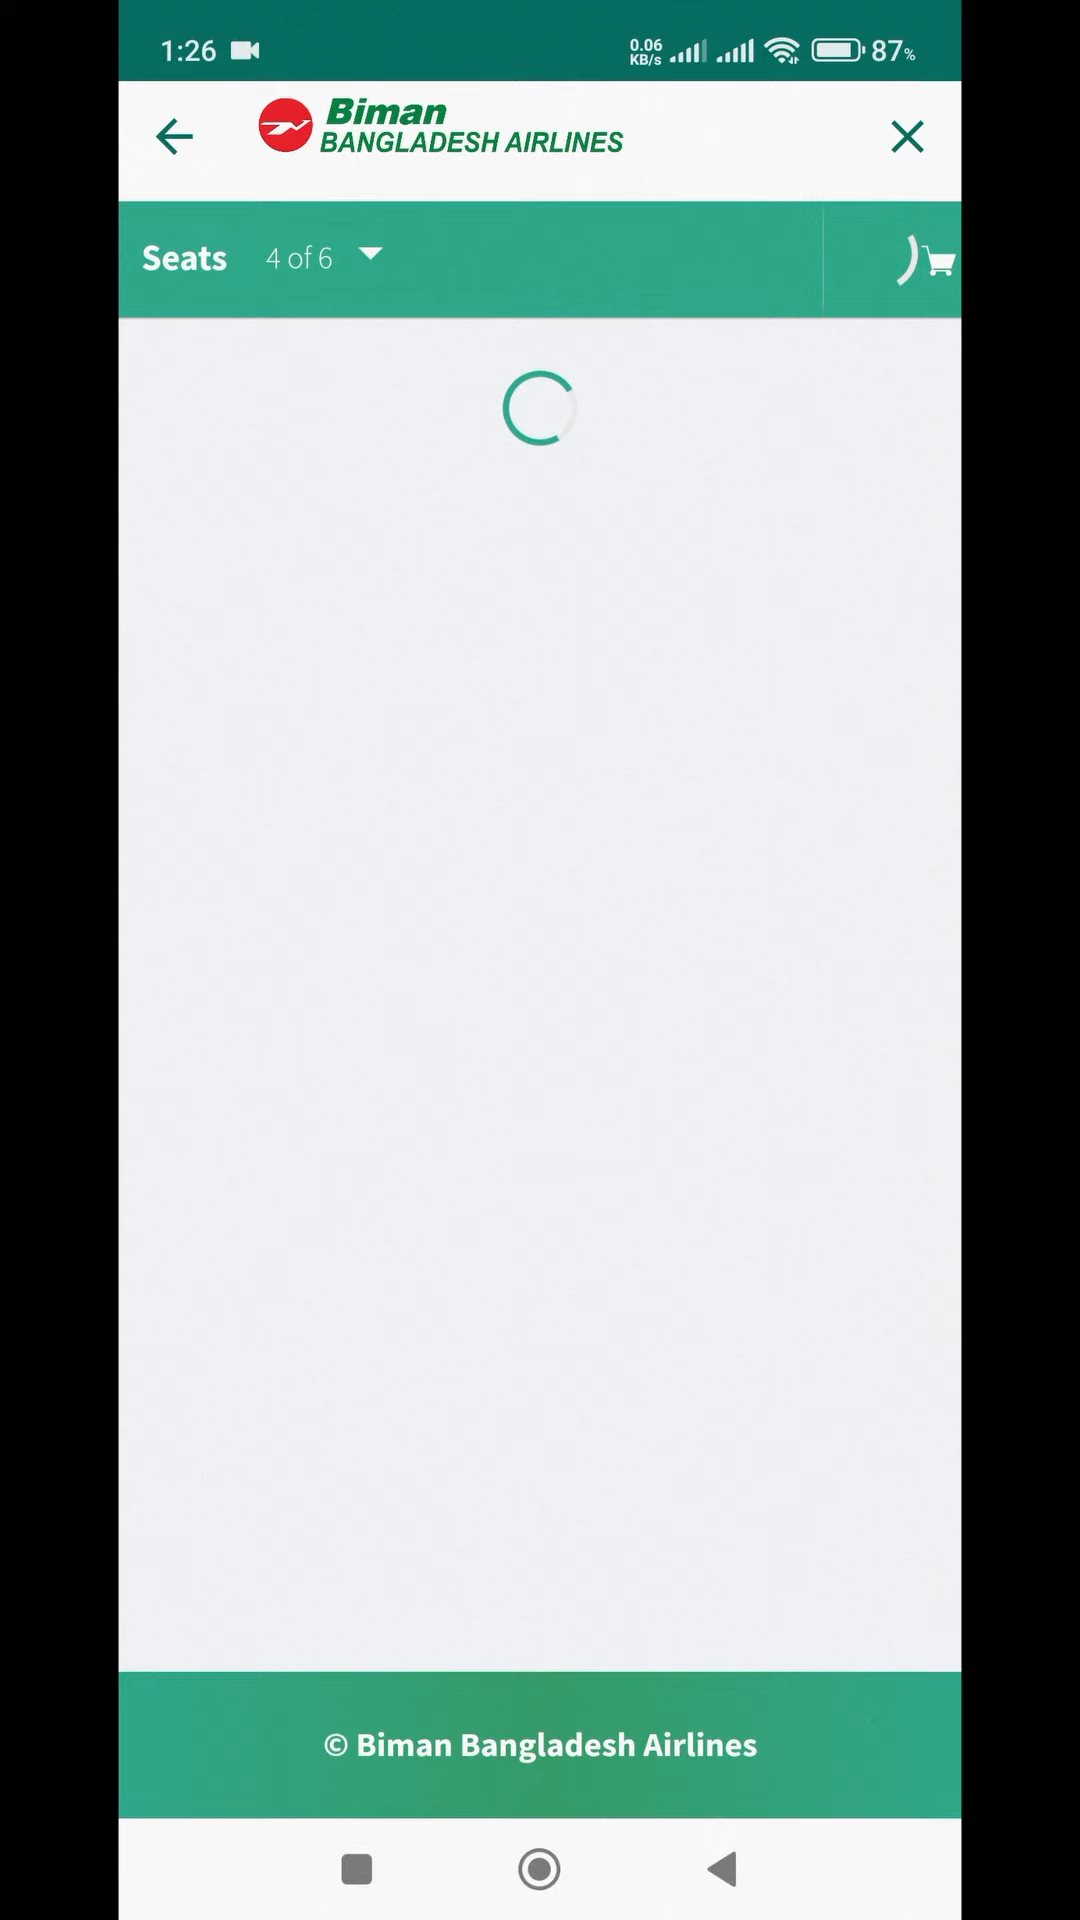 1:26
0.06
KB/s
87%
Biman
BANGLADESH AIRLINES
Seats 4 of 6
© Biman Bangladesh Airlines